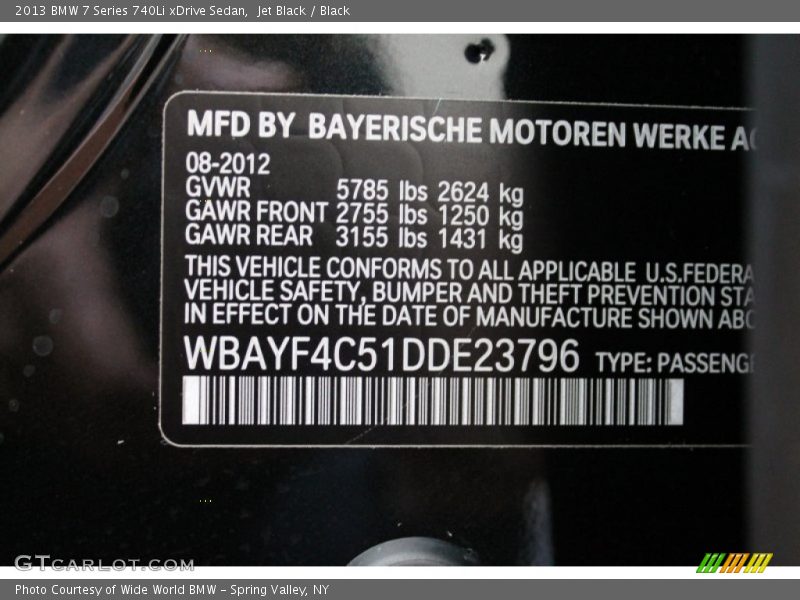 2013 BMW 7 Series 740Li xDrive Sedan,  Jet Black / Black
MFD BY BAYERISCHE MOTOREN WERKE
08-2012
GVWR 5785 lbs 2624 kg
GAWR FRONT 2755 lbs 1250 kg
GAWR REAR 3155 lbs 1431 kg
THIS VEHICLE CONFORMS TO ALL APPLICABLE U.S.FEDERA
VEHICLE SAFETY, BUMPER AND THEFT PREVENTION STA
IN EFFECT ON THE DATE OF MANUFACTURE SHOWN ABO
WBAYF4C51DDE23796 TYPE: PASSENG
GTCARLOT.COM
Photo Courtesy of Wide World BMW – Spring Valley, NY